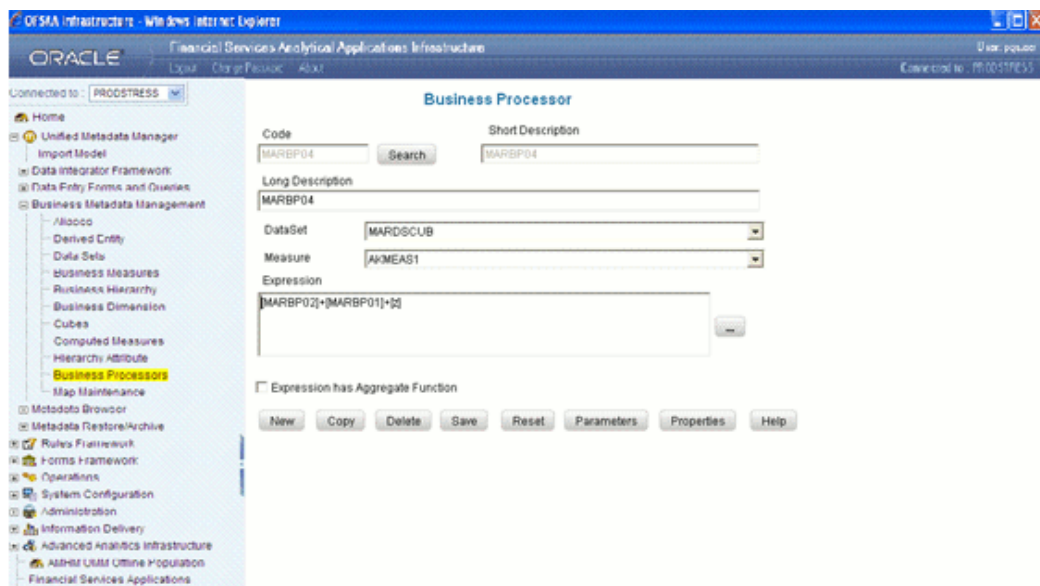 OFSAA Infrastructure - Windows Internet Explorer
ORACLE
Financial Services Analytical Applications Infrastructure
User:
Logout Change Password About
Connected to : PRODSTRESS
Connected to : PRODSTRESS
Home
Unified Metadata Manager
Import Model
Data Integrator Framework
Data Entry Forms and Queries
Business Metadata Management
Derived Entity
Data Sets
Business Measures
Business Hierarchy
Business Dimension
Cubes
Computed Measures
Hierarchy Attribute
Business Processors
Map Maintenance
Metadata Browser
Metadata Restore/Archive
Rules Framework
Forms Framework
Operations
System Configuration
Administration
Information Delivery
Advanced Analytics Infrastructure
AMHM UMM Offline Population
Financial Services Applications
Business Processor
Code
Short Description
MARBP04
Search
MARBP04
Long Description
MARBP04
DataSet
MARDSCUB
Measure
AKMEAS1
Expression
[MARBP02]+[MARBP01]+[z]
...
Expression has Aggregate Function
New Copy Delete Save Reset Parameters Properties Help